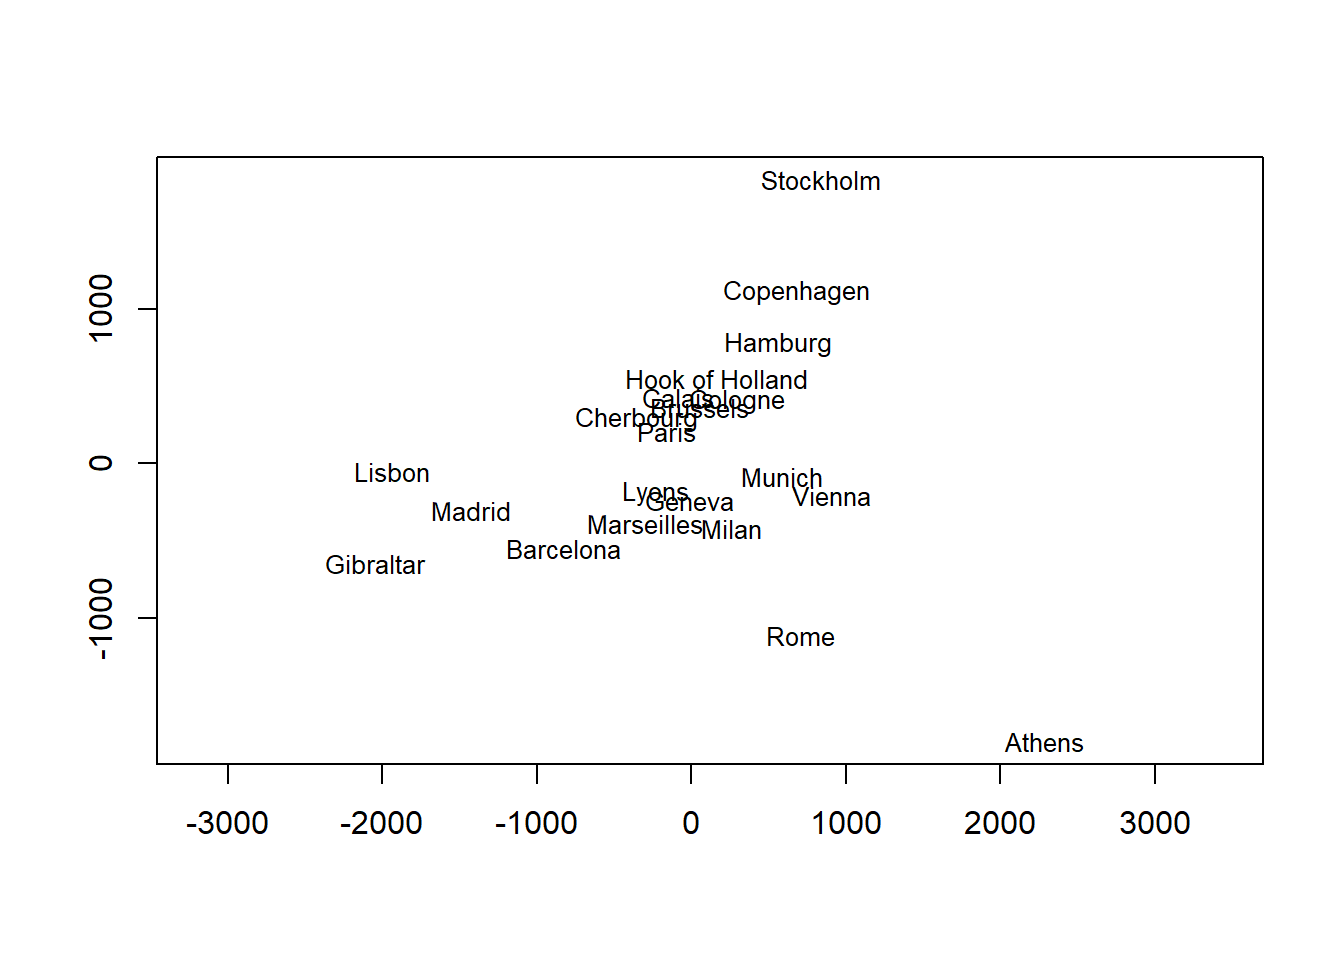 Stockholm
1000
Copenhagen
Hamburg
Hook of Holland
Calais
Cologne
Brussels
Cherbourg
Paris
0
Lisbon
Munich
Lyons
Vienna
Geneva
Madrid
Marseilles
Milan
Barcelona
Gibraltar
-1000
Rome
Athens
-3000 -2000 -1000 0 1000 2000 3000